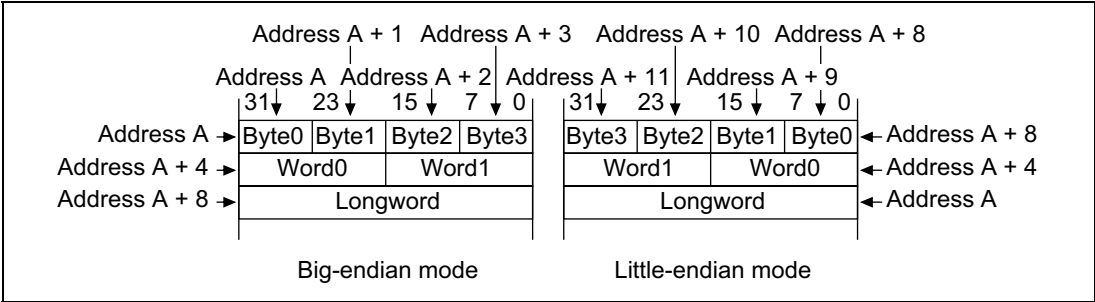 Address A + 1 Address A + 3 Address A + 10 Address A + 8
Address A Address A + 2 Address A + 11 Address A + 9
31 23 15 7 0 31 23 15 7 0
Address A Byte0 Byte1 Byte2 Byte3 Byte3 Byte2 Byte1 Byte0 Address A + 8
Address A + 4 Word0 Word1 Word1 Word0 Address A + 4
Address A + 8 Longword Longword Address A
Big-endian mode Little-endian mode